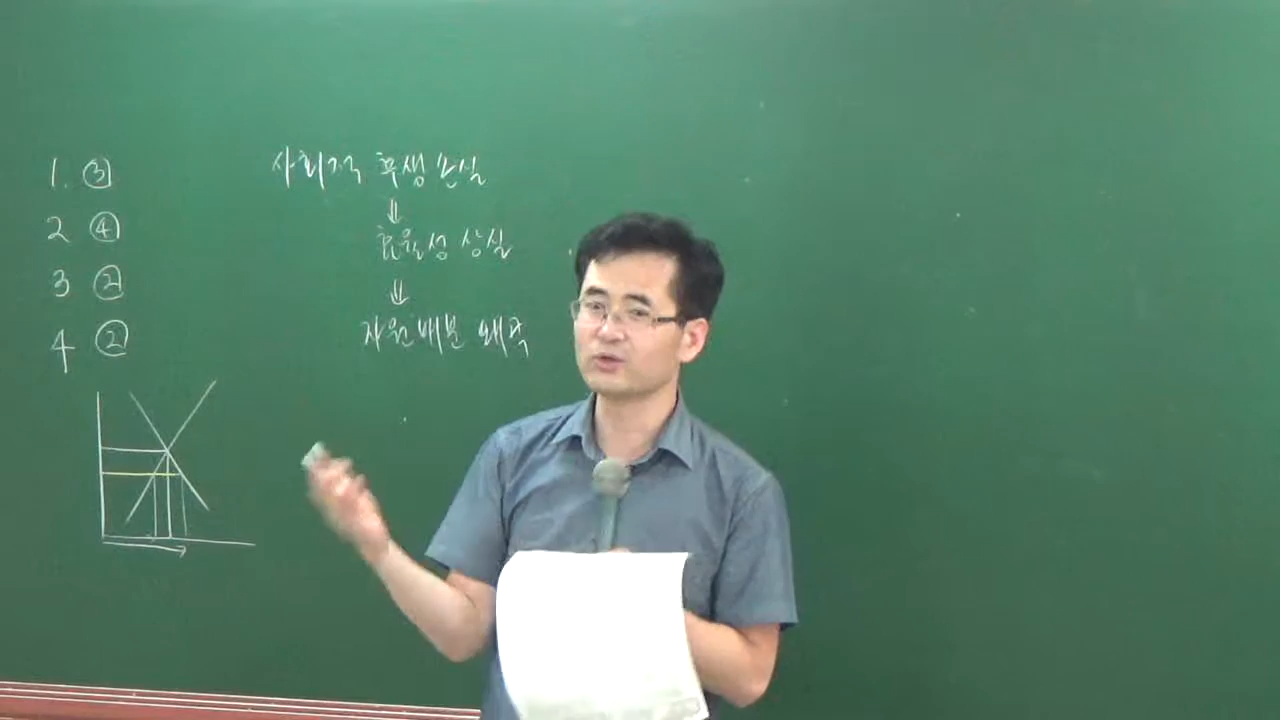 1. ③
2 ④
3 ②
4 ②
사회적 후생손실
⇓
효율성 상실
⇓
자원배분 왜곡